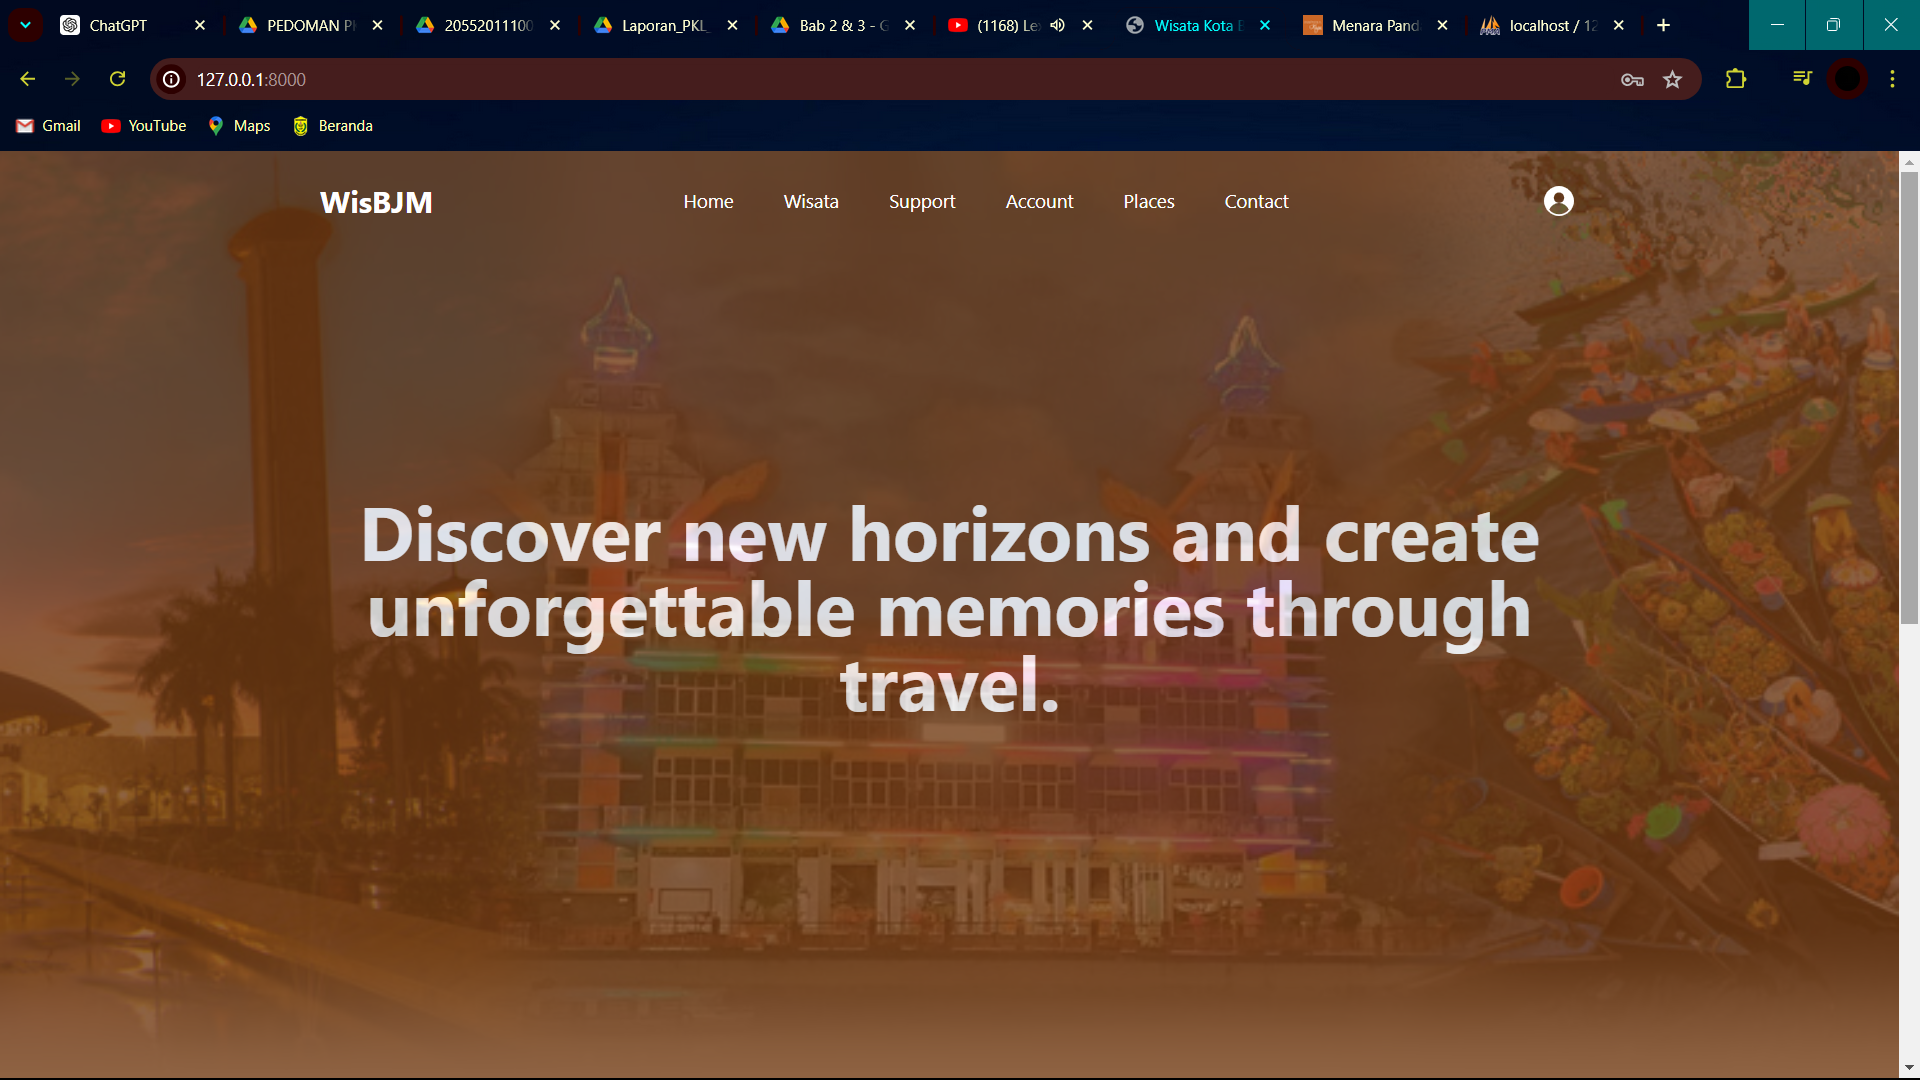 ChatGPT
PEDOMAN P
20552011100
Laporan_PKL_
Bab 2 & 3 - G
(1168) Le
Wisata Kota B
Menara Pand
localhost / 12
127.0.0.1:8000
Gmail
YouTube
Maps
Beranda
WisBJM
Home
Wisata
Support
Account
Places
Contact
Discover new horizons and create
unforgettable memories through
travel.